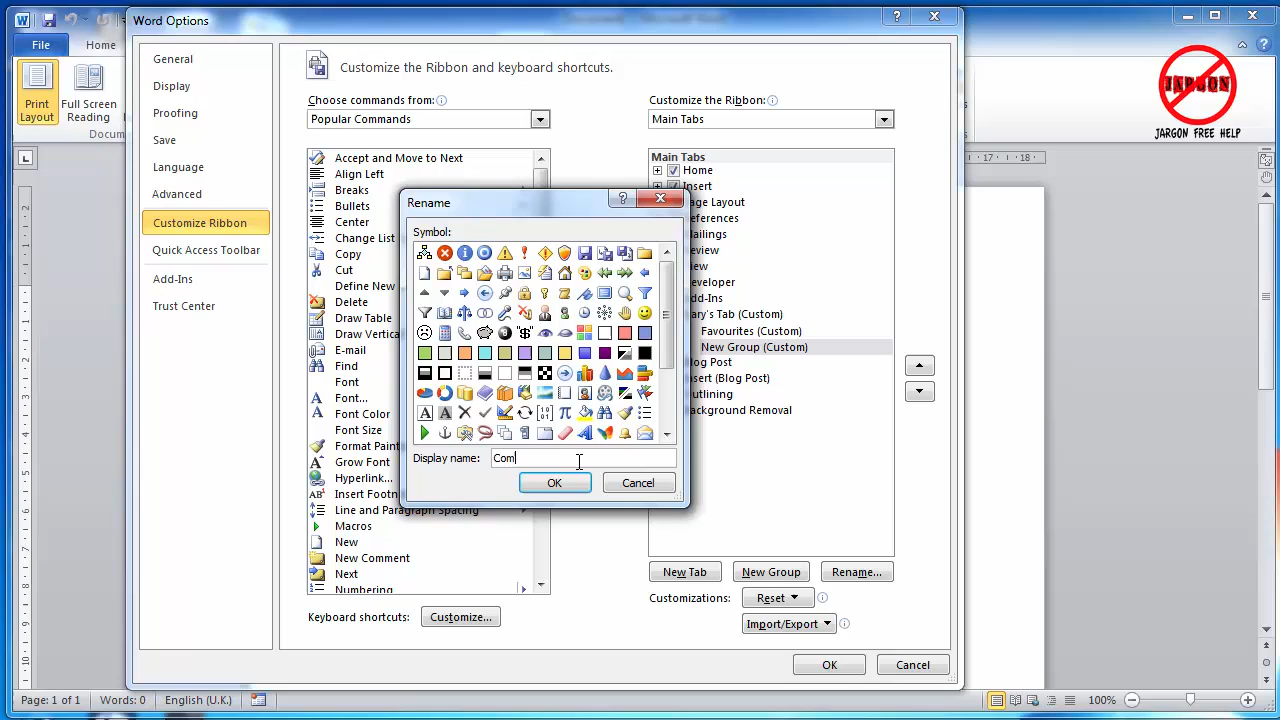 Word Options
File
Home
Print
Layout
Full Screen
Reading
General
Display
Proofing
Save
Language
Advanced
Customize Ribbon
Quick Access Toolbar
Add-Ins
Trust Center
Customize the Ribbon and keyboard shortcuts.
Choose commands from:
Popular Commands
Accept and Move to Next
Align Left
Breaks
Bullets
Center
Change List
Copy
Cut
Define New
Delete
Draw Table
Draw Vertica
E-mail
Find
Font
Font...
Font Color
Font Size
Format Paint
Grow Font
Hyperlink...
Insert Footn
Line and Paragraph Spacing
Macros
New
New Comment
Next
Numbering
Keyboard shortcuts:
Customize...
Customize the Ribbon:
Main Tabs
Main Tabs
Home
Insert
age Layout
eferences
ailings
eview
iew
eveloper
dd-Ins
ary's Tab (Custom)
Favourites (Custom)
New Group (Custom)
log Post
nsert (Blog Post)
utlining
ackground Removal
New Tab
New Group
Rename...
Customizations:
Reset
Import/Export
OK
Cancel
Rename
Symbol:
Display name:
Com
OK
Cancel
JARGON
JARGON FREE HELP
17 18
Page: 1 of 1
Words: 0
English (U.K.)
100%